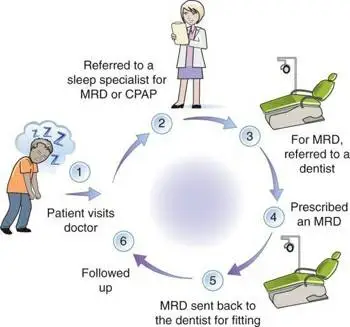 Referred to a
sleep specialist for
MRD or CPAP
z z z z
1
Patient visits
doctor
2
3
For MRD,
referred to a
dentist
4
Prescribed
an MRD
5
MRD sent back to
the dentist for fitting
6
Followed
up